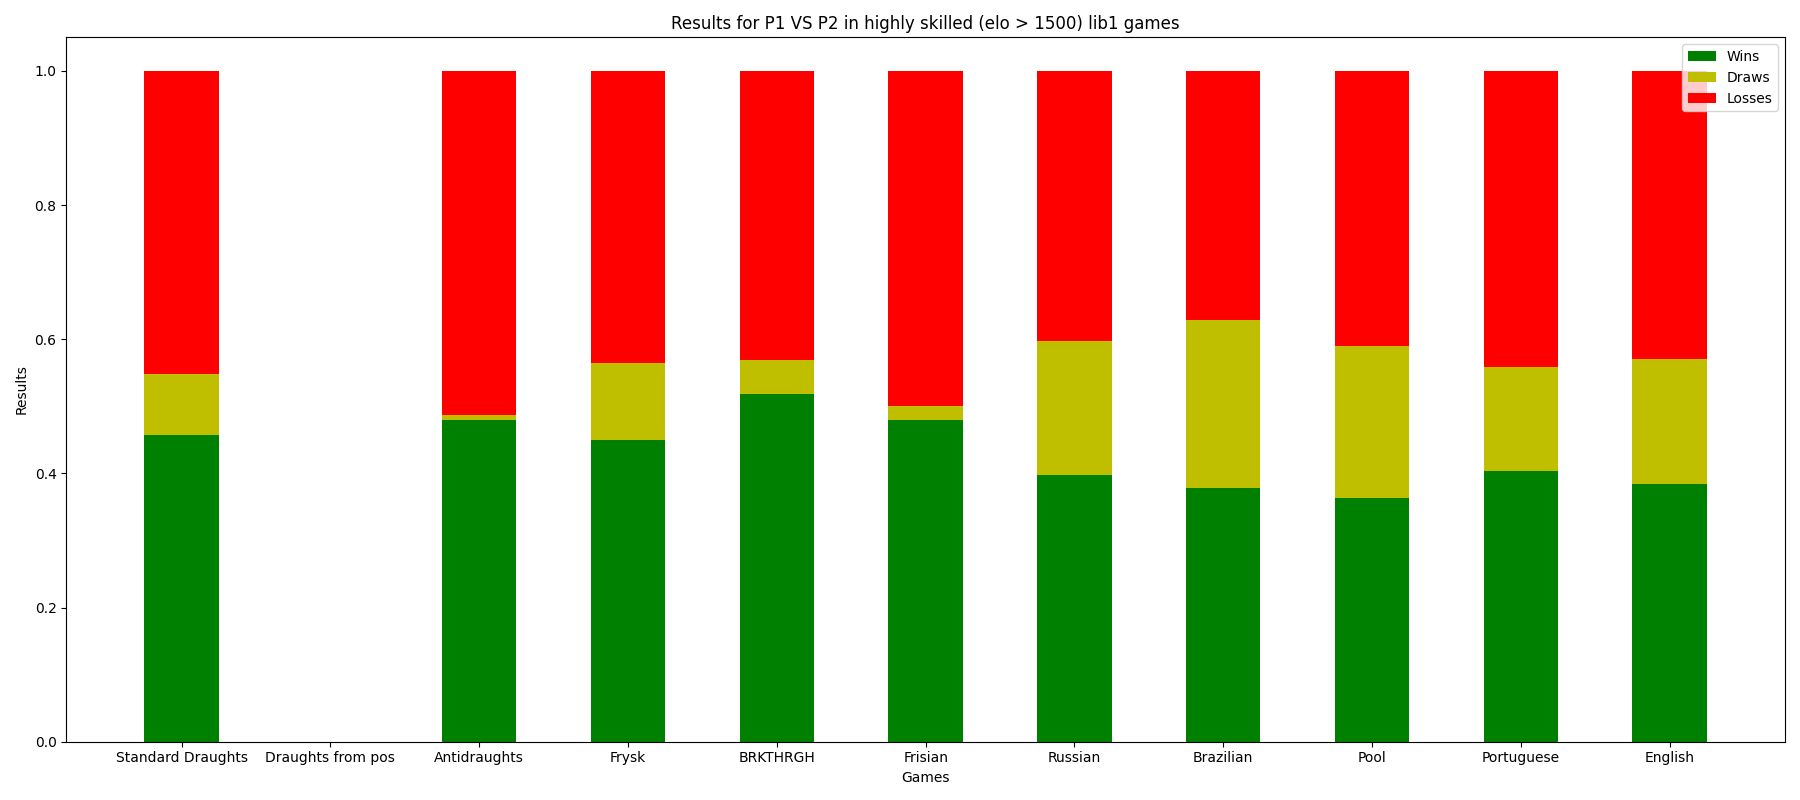 Results for P1 VS P2 in highly skilled (elo > 1500) lib1 games
Wins
Draws
Losses
1.0
0.8
0.6
0.4
0.2
0.0
Results
Standard Draughts Draughts from pos Antidraughts Frysk BRKTHRGH Frisian Russian Brazilian Pool Portuguese English
Games